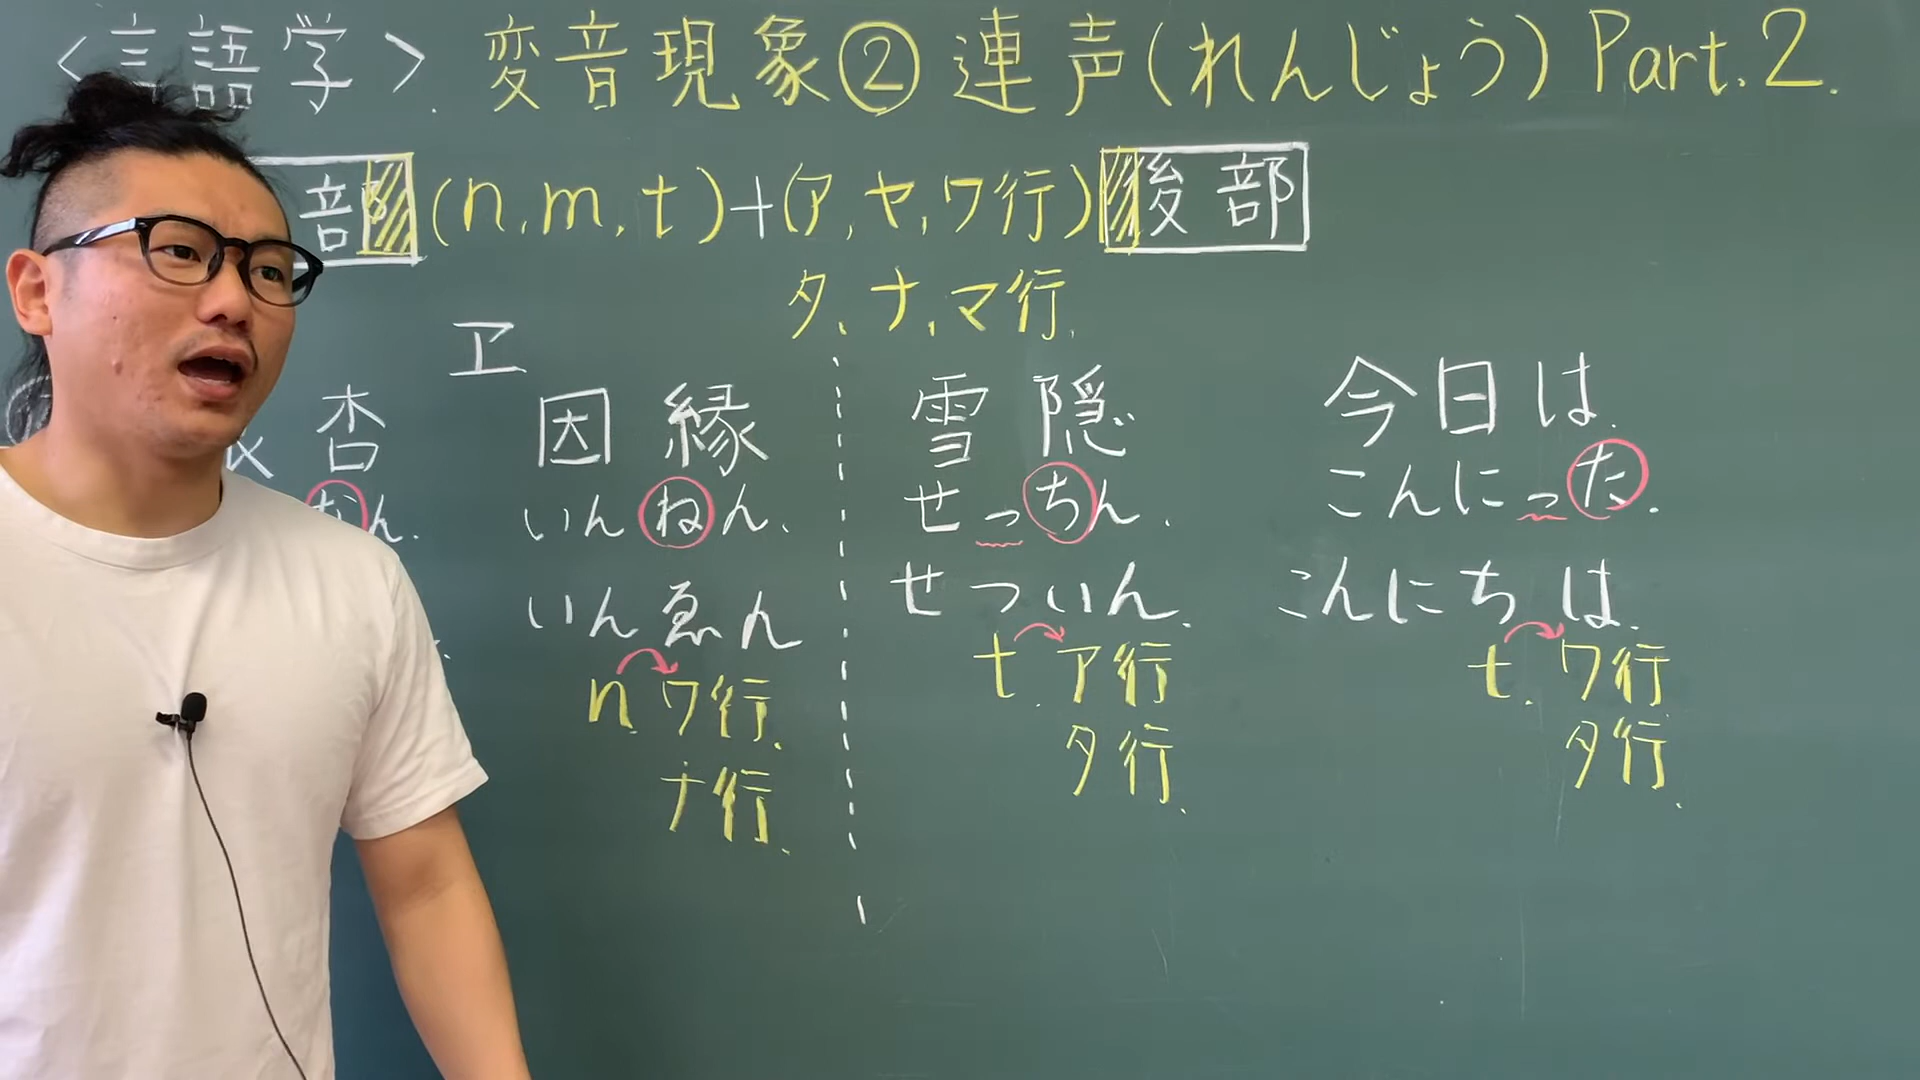 <言語学>. 変音現象② 連声(れんじょう) Part.2.
部 (n,m,t)+(ア,ヤ,ワ行) 後部
タ、ナ、マ行.
ヱ
杏 因縁 雪隠 今日は.
ん. いんねん、 せっちん. こんにった.
いんゑん せついん. こんにちは.
n ワ行. t.ア行 t.ワ行
ナ行. タ行. タ行.